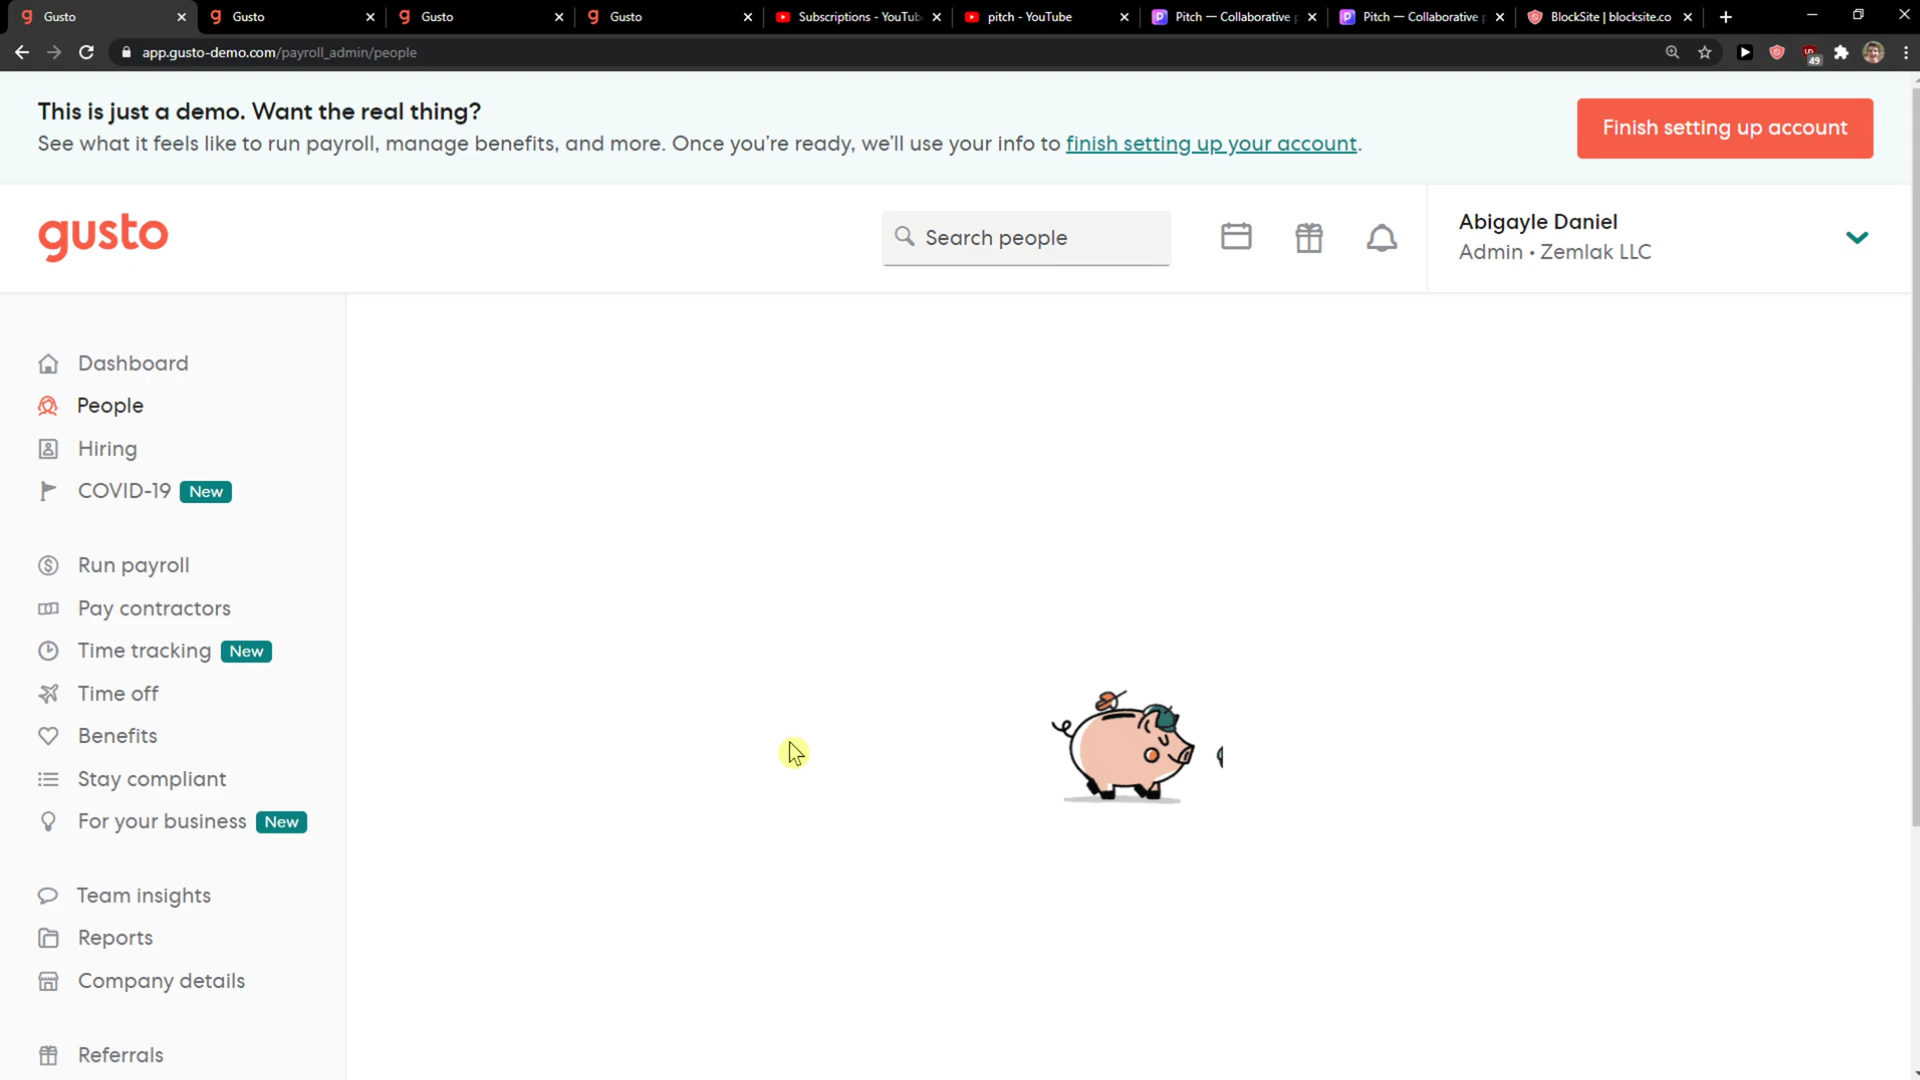 Gusto
Gusto
Gusto
Gusto
Subscriptions - YouTub
pitch - YouTube
Pitch — Collaborative p
Pitch — Collaborative p
BlockSite | blocksite.co
app.gusto-demo.com/payroll_admin/people
49
This is just a demo. Want the real thing?
See what it feels like to run payroll, manage benefits, and more. Once you're ready, we'll use your info to finish setting up your account.
Finish setting up account
gusto
Search people
Abigayle Daniel
Admin • Zemlak LLC
Dashboard
People
Hiring
COVID-19 New
Run payroll
Pay contractors
Time tracking New
Time off
Benefits
Stay compliant
For your business New
Team insights
Reports
Company details
Referrals